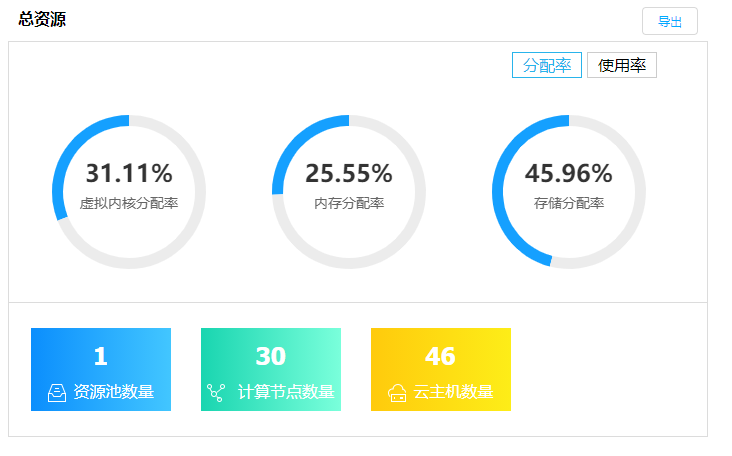 总资源
导出
分配率
使用率
31.11%
虚拟内核分配率
25.55%
内存分配率
45.96%
存储分配率
1
资源池数量
30
计算节点数量
46
云主机数量